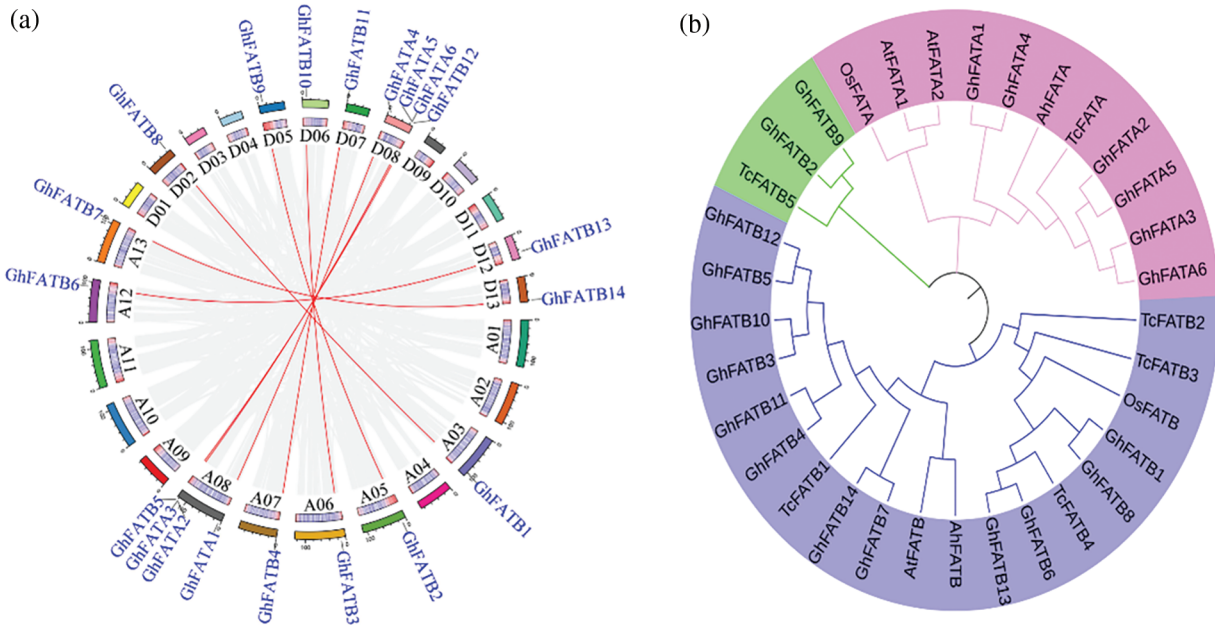 (a)
GhFATB9
GhFATB10
GhFATB11
GhFATA4
GhFATA5
GhFATA6
GhFATB12
GhFATB8
GhFATB7
GhFATB6
GhFATB13
GhFATB14
GhFATB1
GhFATB2
GhFATB3
GhFATB4
GhFATA1
GhFATA2
GhFATA3
GhFATB5
D01
D02
D03
D04
D05
D06
D07
D08
D09
D10
D11
D12
D13
A01
A02
A03
A04
A05
A06
A07
A08
A09
A10
A11
A12
A13
(b)
OsFATA
AtFATA1
AtFATA2
GhFATA1
GhFATA4
AhFATA
TcFATA
GhFATA2
GhFATA5
GhFATA3
GhFATA6
TcFATB2
TcFATB3
OsFATB
GhFATB1
GhFATB8
TcFATB4
GhFATB6
GhFATB13
AhFATB
AtFATB
GhFATB7
GhFATB14
TcFATB1
GhFATB4
GhFATB11
GhFATB3
GhFATB10
GhFATB5
GhFATB12
TcFATB5
GhFATB2
GhFATB9